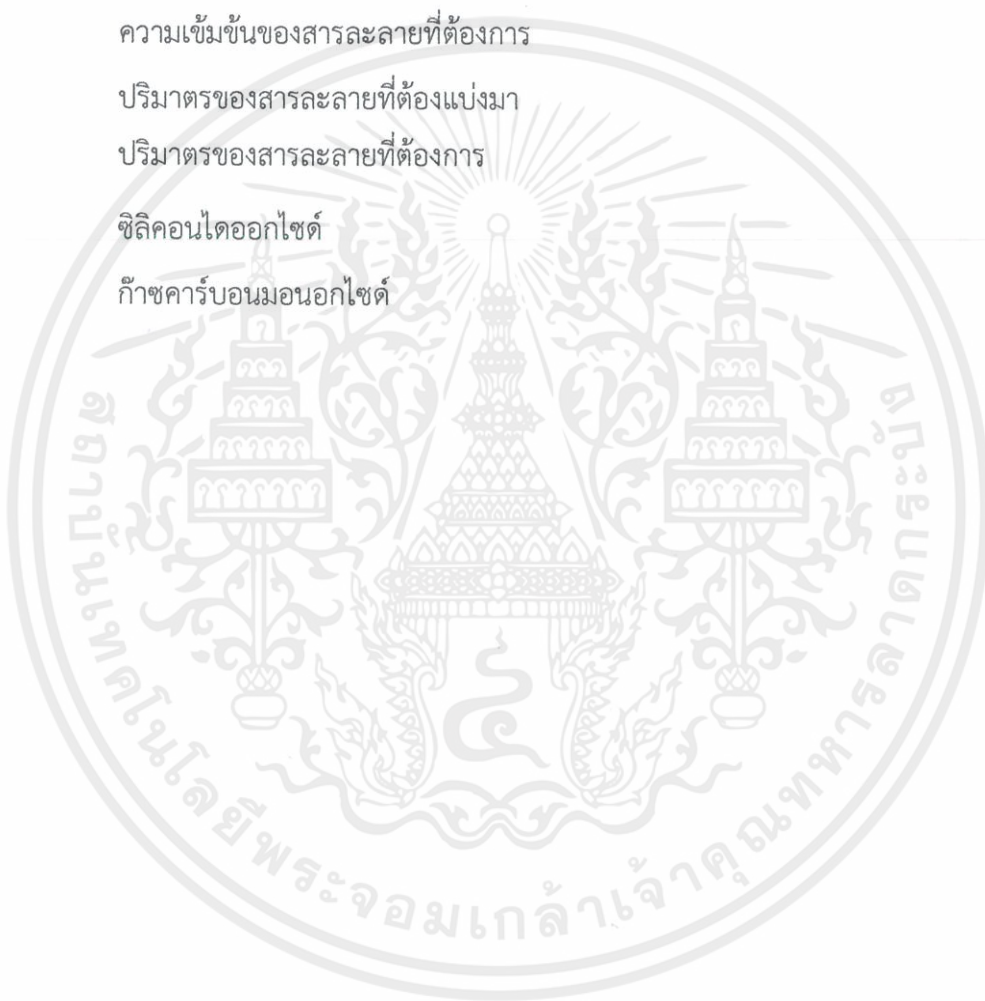 ความเข้มข้นของสารละลายที่ต้องการ
ปริมาตรของสารละลายที่ต้องแบ่งมา
ปริมาตรของสารละลายที่ต้องการ
ซิลิคอนไดออกไซด์
ก๊าซคาร์บอนมอนอกไซด์
สถาบันเทคโนโลยีพระจอมเกล้าเจ้าคุณทหารลาดกระบัง